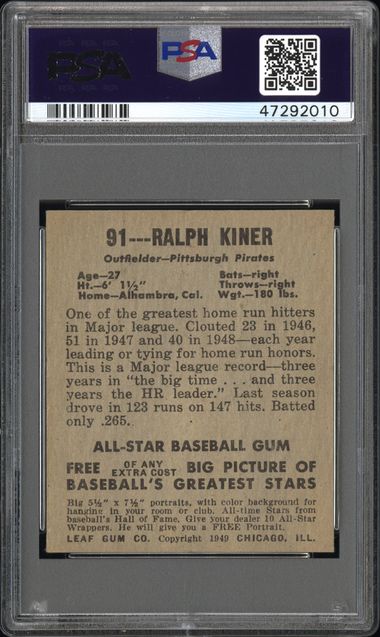 PSA
PSA
47292010
91---RALPH KINER
Outfielder—Pittsburgh Pirates
Age—27 Bats—right
Ht.—6' 1½" Throws—right
Home—Alhambra, Cal. Wgt.—180 lbs.
One of the greatest home run hitters
in Major league. Clouted 23 in 1946,
51 in 1947 and 40 in 1948—each year
leading or tying for home run honors.
This is a Major league record—three
years in "the big time . . . and three
years the HR leader." Last season
drove in 123 runs on 147 hits. Batted
only .265.
ALL-STAR BASEBALL GUM
FREE OF ANY EXTRA COST BIG PICTURE OF
BASEBALL'S GREATEST STARS
Big 5½" x 7½" portraits, with color background for
hanging in your room or club. All-time Stars from
baseball's Hall of Fame. Give your dealer 10 All-Star
Wrappers. He will give you a FREE Portrait.
LEAF GUM CO. Copyright 1949 CHICAGO, ILL.